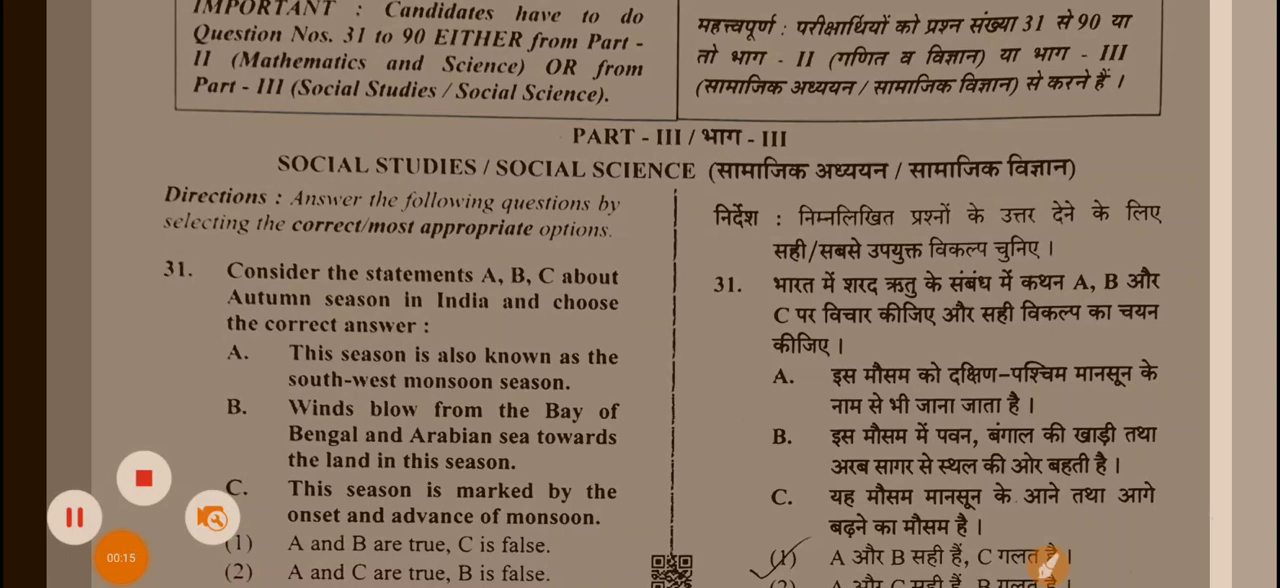 IMPORTANT : Candidates have to do
Question Nos. 31 to 90 EITHER from Part -
II (Mathematics and Science) OR from
Part - III (Social Studies / Social Science).
महत्त्वपूर्ण : परीक्षार्थियों को प्रश्न संख्या 31 से 90 या
तो भाग - II (गणित व विज्ञान) या भाग - III
(सामाजिक अध्ययन / सामाजिक विज्ञान) से करने हैं ।
PART - III / भाग - III
SOCIAL STUDIES / SOCIAL SCIENCE (सामाजिक अध्ययन / सामाजिक विज्ञान)
Directions : Answer the following questions by
selecting the correct/most appropriate options.
31. Consider the statements A, B, C about
Autumn season in India and choose
the correct answer :
A. This season is also known as the
south-west monsoon season.
B. Winds blow from the Bay of
Bengal and Arabian sea towards
the land in this season.
C. This season is marked by the
onset and advance of monsoon.
(1) A and B are true, C is false.
(2) A and C are true, B is false.
निर्देश : निम्नलिखित प्रश्नों के उत्तर देने के लिए
सही/सबसे उपयुक्त विकल्प चुनिए ।
31. भारत में शरद ऋतु के संबंध में कथन A, B और
C पर विचार कीजिए और सही विकल्प का चयन
कीजिए ।
A. इस मौसम को दक्षिण-पश्चिम मानसून के
नाम से भी जाना जाता है ।
B. इस मौसम में पवन, बंगाल की खाड़ी तथा
अरब सागर से स्थल की ओर बहती है ।
C. यह मौसम मानसून के आने तथा आगे
बढ़ने का मौसम है ।
(1) A और B सही हैं, C गलत है ।
(2) A और C सही हैं, B गलत है ।
00:15